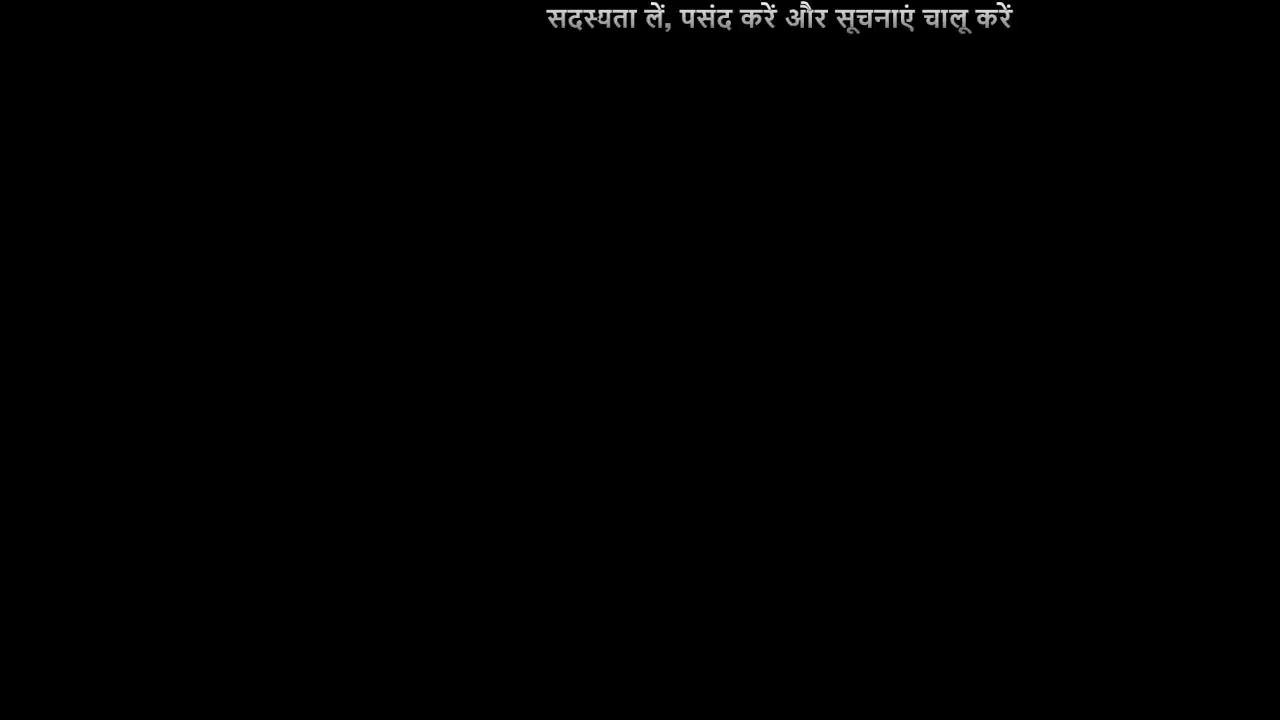 सदस्यता लें, पसंद करें और सूचनाएं चालू करें